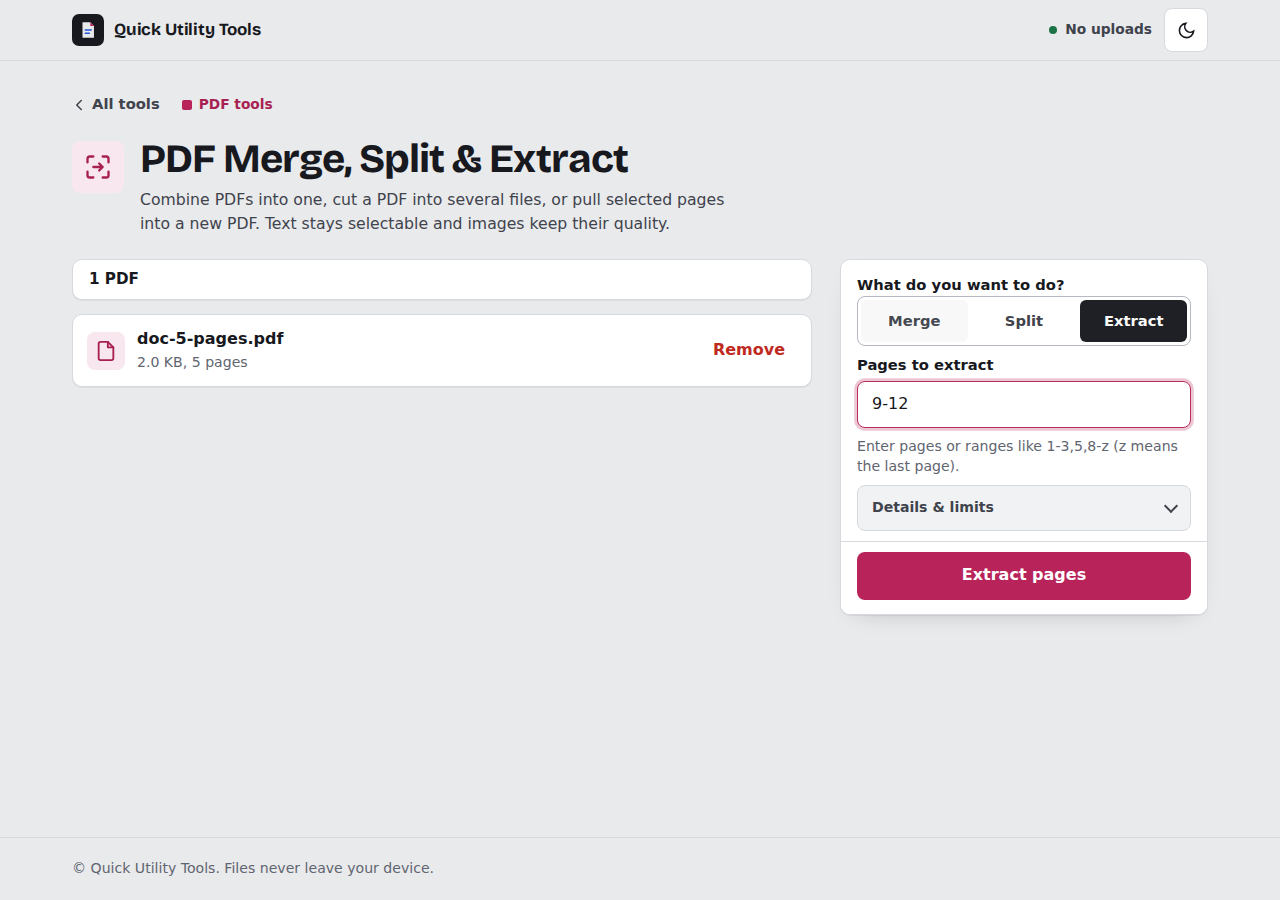 Quick Utility Tools
No uploads
All tools
PDF tools
PDF Merge, Split & Extract
Combine PDFs into one, cut a PDF into several files, or pull selected pages
into a new PDF. Text stays selectable and images keep their quality.
1 PDF
doc-5-pages.pdf
2.0 KB, 5 pages
Remove
What do you want to do?
Merge
Split
Extract
Pages to extract
9-12
Enter pages or ranges like 1-3,5,8-z (z means
the last page).
Details & limits
Extract pages
© Quick Utility Tools. Files never leave your device.